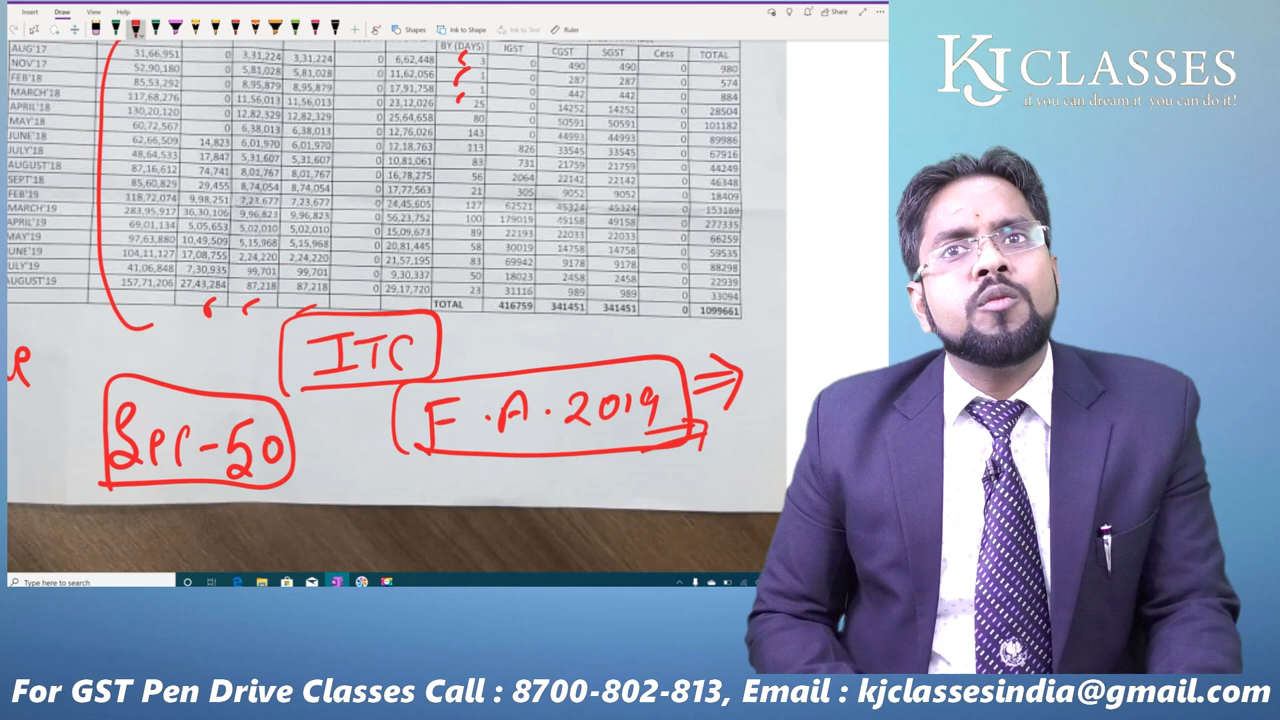 Insert Draw View Help Share
Shapes Ink to Shape Ink to Text Ruler
BY (DAYS) IGST CGST SGST Cess TOTAL
AUG'17 31,66,951 0 3,31,224 3,31,224 0 6,62,448 3 0 490 490 0 980
NOV'17 52,90,180 0 5,81,028 5,81,028 0 11,62,056 1 0 287 287 0 574
FEB'18 85,53,292 0 8,95,879 8,95,879 0 17,91,758 1 0 442 442 0 884
MARCH'18 117,68,276 0 11,56,013 11,56,013 0 23,12,026 25 0 14252 14252 0 28504
APRIL'18 130,20,120 0 12,82,329 12,82,329 0 25,64,658 80 0 50591 50591 0 101182
MAY'18 60,72,567 0 6,38,013 6,38,013 0 12,76,026 143 0 44993 44993 0 89986
JUNE'18 62,66,509 14,823 6,01,970 6,01,970 0 12,18,763 113 826 33545 33545 0 67916
JULY'18 48,64,533 17,847 5,31,607 5,31,607 0 10,81,061 83 731 21759 21759 0 44249
AUGUST'18 87,16,612 74,741 8,01,767 8,01,767 0 16,78,275 56 2064 22142 22142 0 46348
SEPT'18 85,60,829 29,455 8,74,054 8,74,054 0 17,77,563 21 305 9052 9052 0 18409
FEB'19 118,72,074 9,98,251 7,23,677 7,23,677 0 24,45,605 127 62521 45324 45324 0 153169
MARCH'19 283,95,917 36,30,106 9,96,823 9,96,823 0 56,23,752 100 179019 49158 49158 0 277335
APRIL'19 69,01,134 5,05,653 5,02,010 5,02,010 0 15,09,673 89 22193 22033 22033 0 66259
MAY'19 97,63,880 10,49,509 5,15,968 5,15,968 0 20,81,445 58 30019 14758 14758 0 59535
JUNE'19 104,11,127 17,08,755 2,24,220 2,24,220 0 21,57,195 83 69942 9178 9178 0 88298
JULY'19 41,06,848 7,30,935 99,701 99,701 0 9,30,337 50 18023 2458 2458 0 22939
AUGUST'19 157,71,206 27,43,284 87,218 87,218 0 29,17,720 23 31116 989 989 0 33094
TOTAL 416759 341451 341451 0 1099661
ITC
F.A.2019
50
Type here to search
KJ CLASSES
if you can dream it you can do it!
For GST Pen Drive Classes Call : 8700-802-813, Email : kjclassesindia@gmail.com